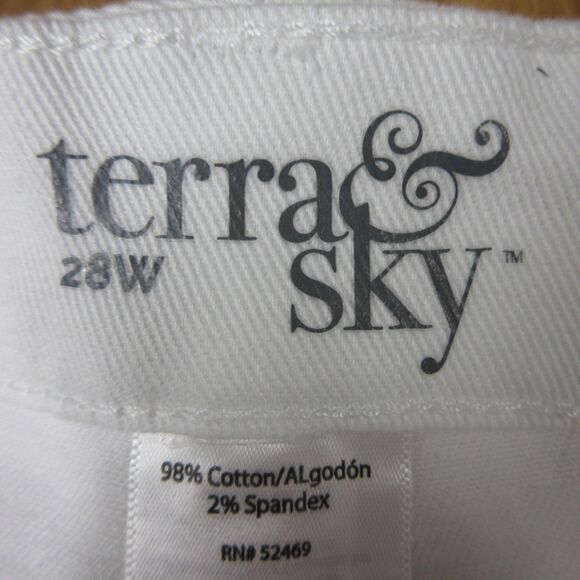 terra &
28W sky™
98% Cotton/ALgodón
2% Spandex
RN# 52469